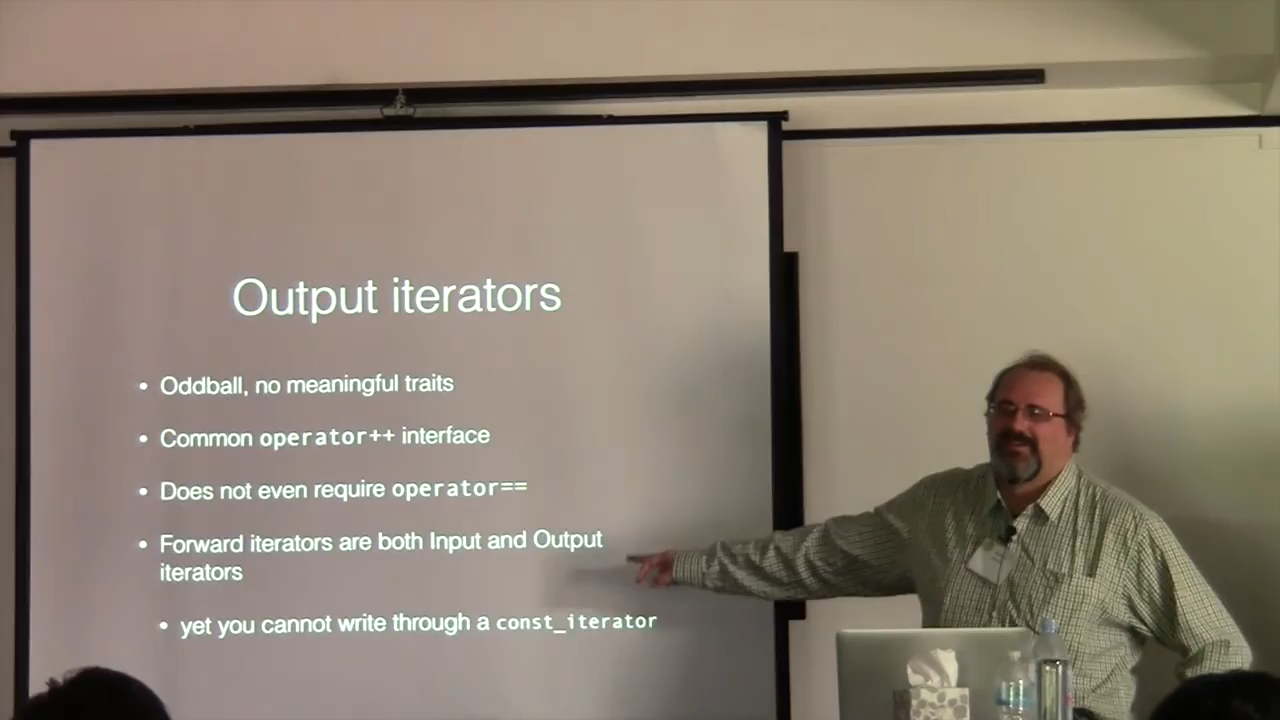 Output iterators
• Oddball, no meaningful traits
• Common operator++ interface
• Does not even require operator==
• Forward iterators are both Input and Output
iterators
• yet you cannot write through a const_iterator